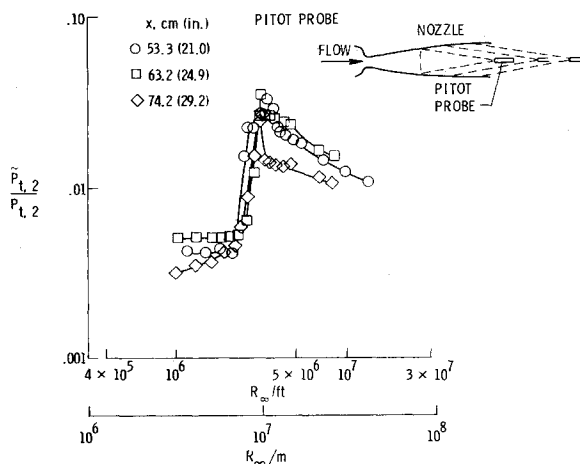 x, cm (in.)
53.3 (21.0)
63.2 (24.9)
74.2 (29.2)
PITOT PROBE
NOZZLE
FLOW
PITOT
PROBE
.10
.01
.001
P̃t, 2
Pt, 2
4 × 10⁵
10⁶
5 × 10⁶
10⁷
3 × 10⁷
R∞/ft
10⁶
10⁷
10⁸
R∞/m